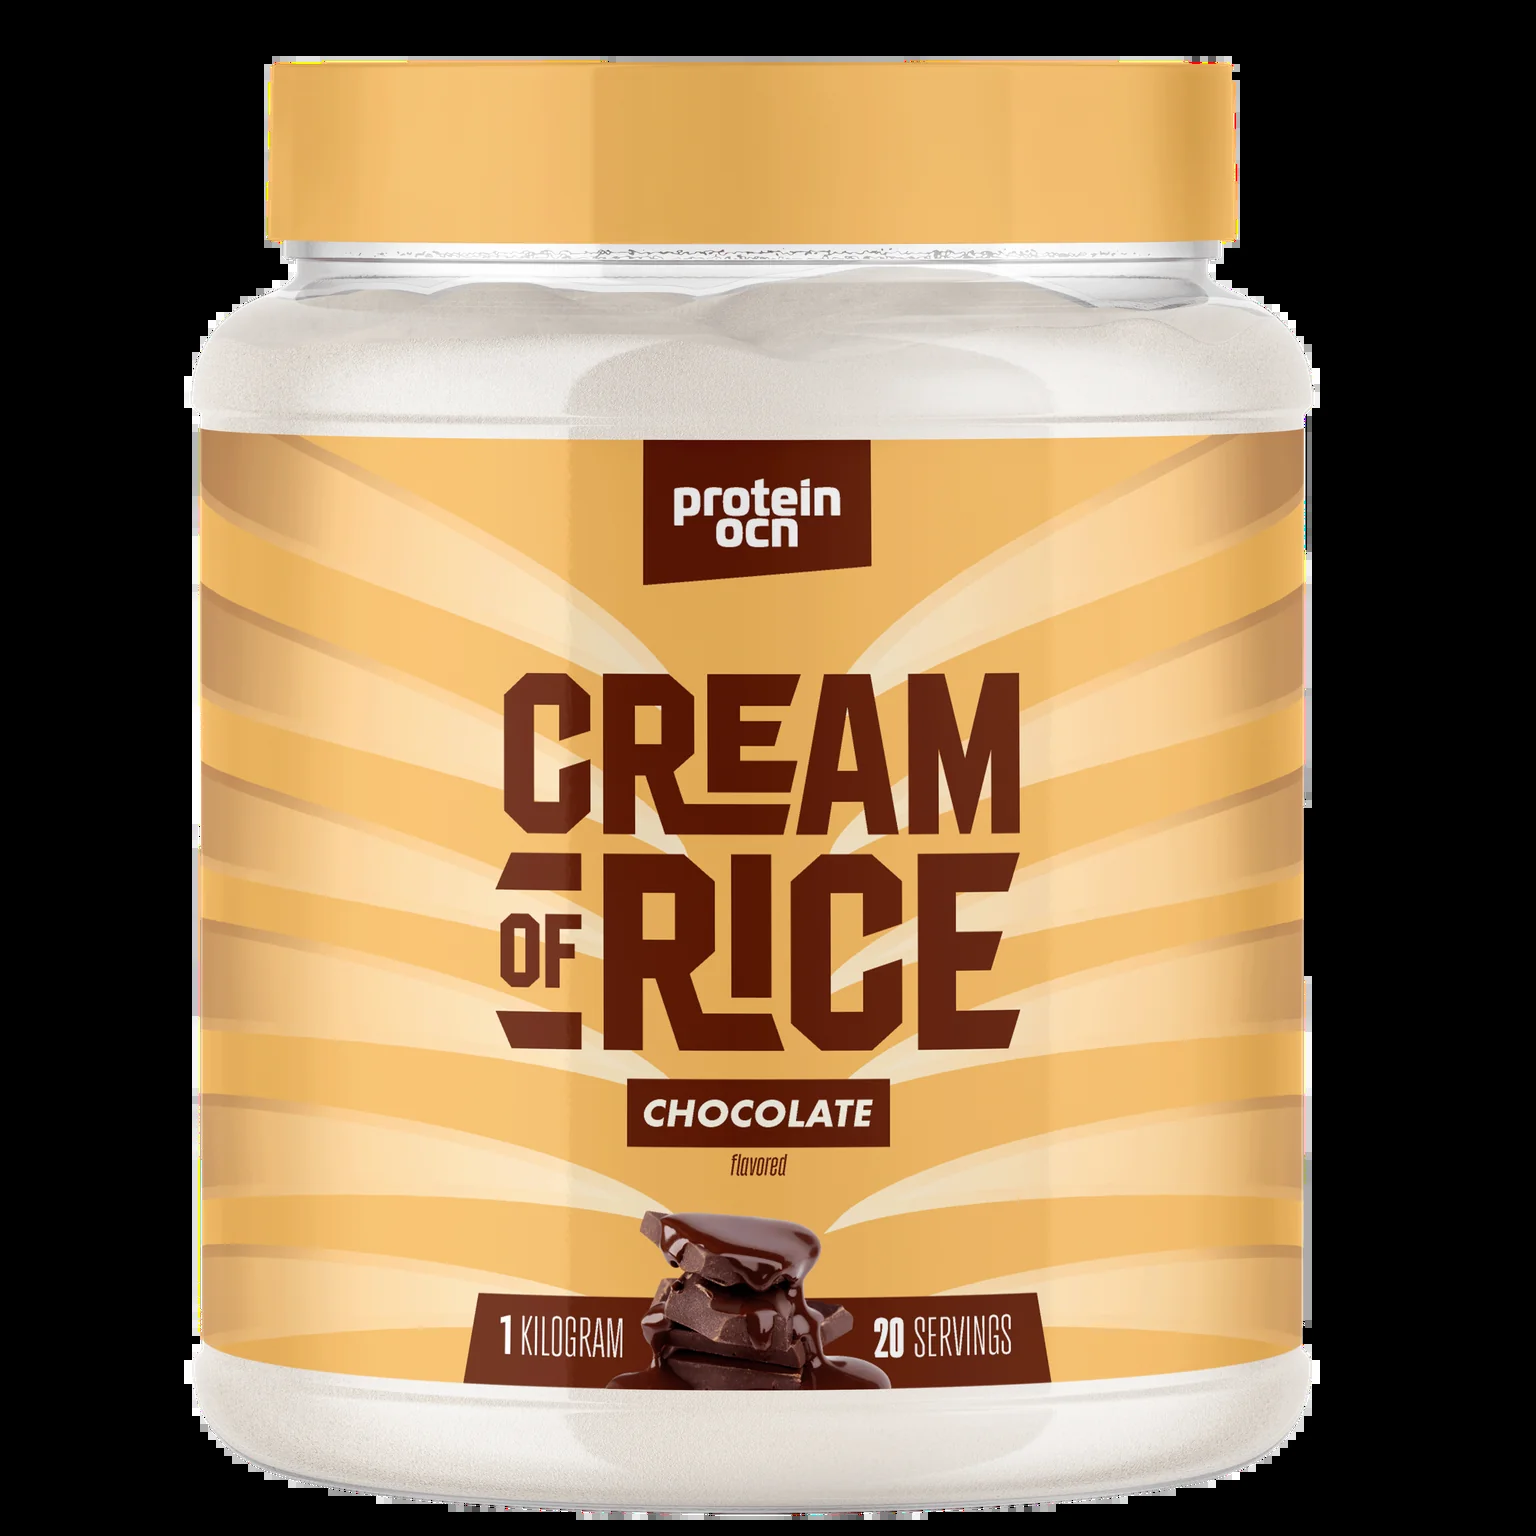 protein
ocn
CREAM
OF RICE
CHOCOLATE
flavored
1 KILOGRAM
20 SERVINGS